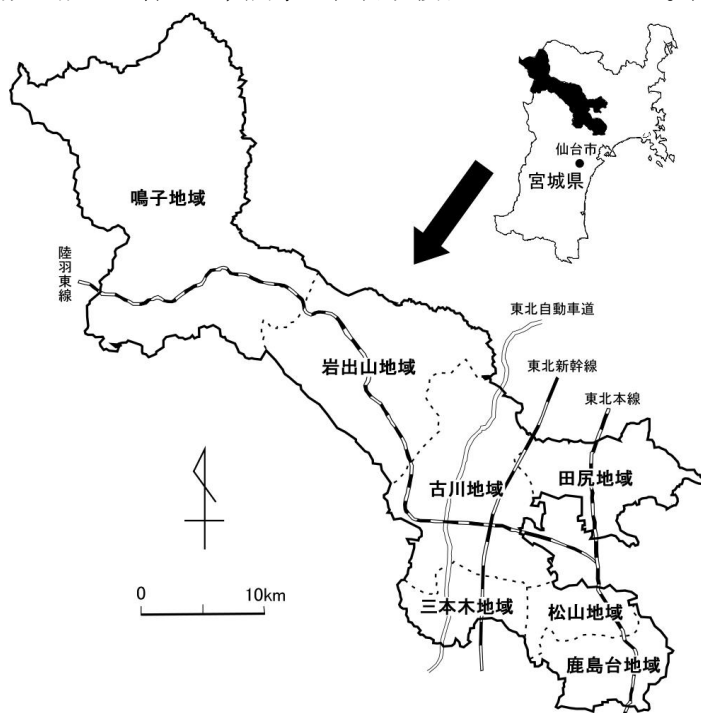 仙台市
宮城県
鳴子地域
陸羽東線
東北自動車道
岩出山地域
東北新幹線
東北本線
古川地域
田尻地域
0 10km
三本木地域
松山地域
鹿島台地域